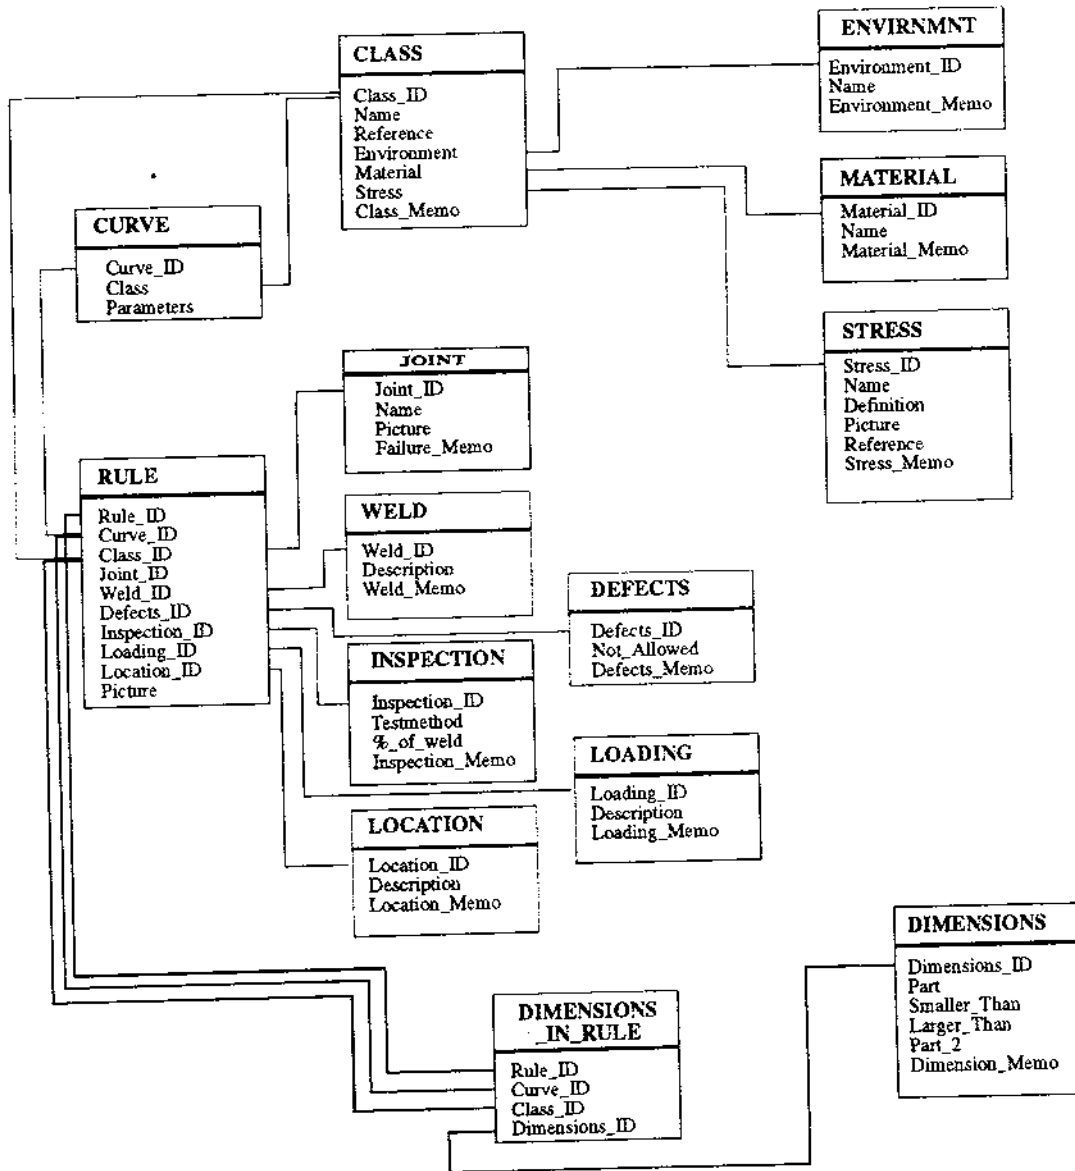 CLASS
Class_ID
Name
Reference
Environment
Material
Stress
Class_Memo
ENVIRNMNT
Environment_ID
Name
Environment_Memo
MATERIAL
Material_ID
Name
Material_Memo
CURVE
Curve_ID
Class
Parameters
STRESS
Stress_ID
Name
Definition
Picture
Reference
Stress_Memo
JOINT
Joint_ID
Name
Picture
Failure_Memo
RULE
Rule_ID
Curve_ID
Class_ID
Joint_ID
Weld_ID
Defects_ID
Inspection_ID
Loading_ID
Location_ID
Picture
WELD
Weld_ID
Description
Weld_Memo
DEFECTS
Defects_ID
Not_Allowed
Defects_Memo
INSPECTION
Inspection_ID
Testmethod
%_of_weld
Inspection_Memo
LOADING
Loading_ID
Description
Loading_Memo
LOCATION
Location_ID
Description
Location_Memo
DIMENSIONS
Dimensions_ID
Part
Smaller_Than
Larger_Than
Part_2
Dimension_Memo
DIMENSIONS
_IN_RULE
Rule_ID
Curve_ID
Class_ID
Dimensions_ID